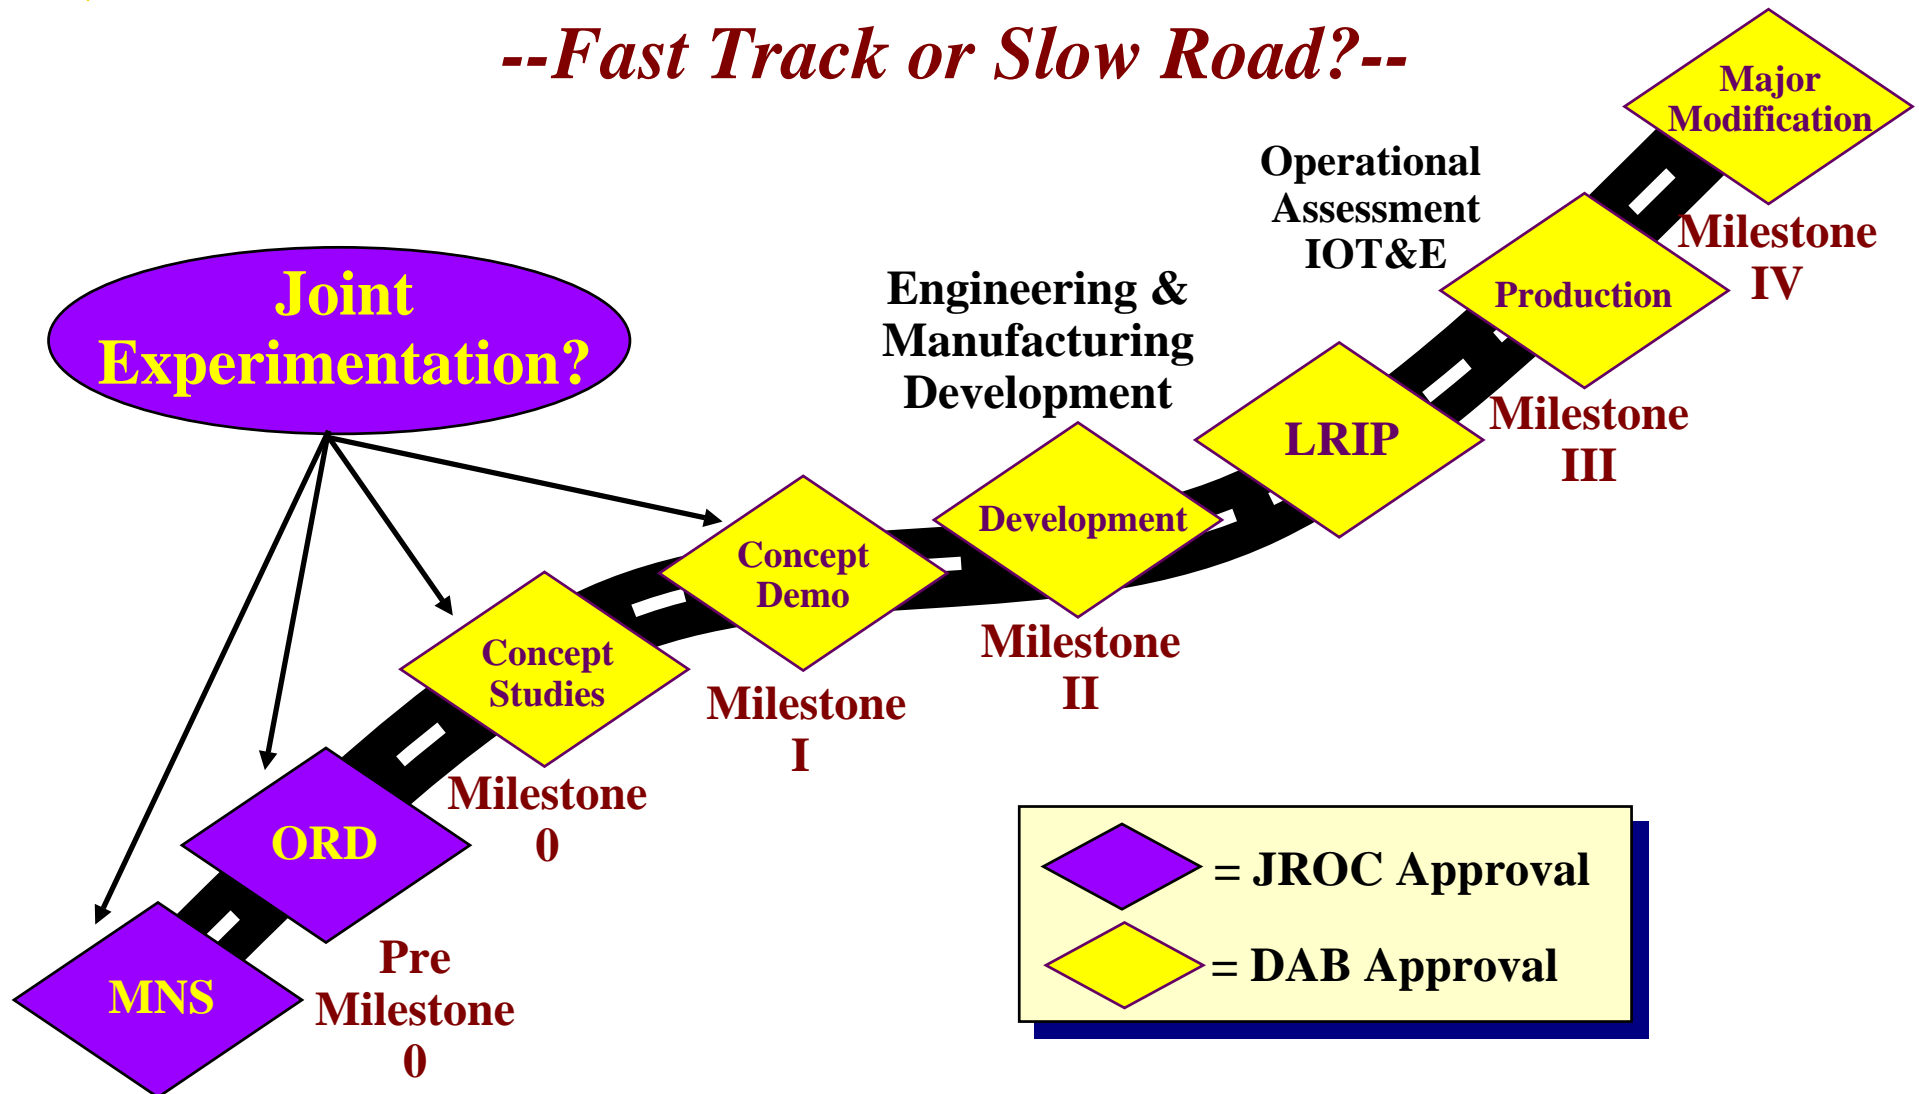 --Fast Track or Slow Road?--
Major
Modification
Operational
Assessment
IOT&E
Milestone
IV
Production
Joint
Experimentation?
Engineering &
Manufacturing
Development
Milestone
III
LRIP
Development
Concept
Demo
Milestone
II
Concept
Studies
Milestone
I
Milestone
0
ORD
= JROC Approval
= DAB Approval
Pre
Milestone
0
MNS